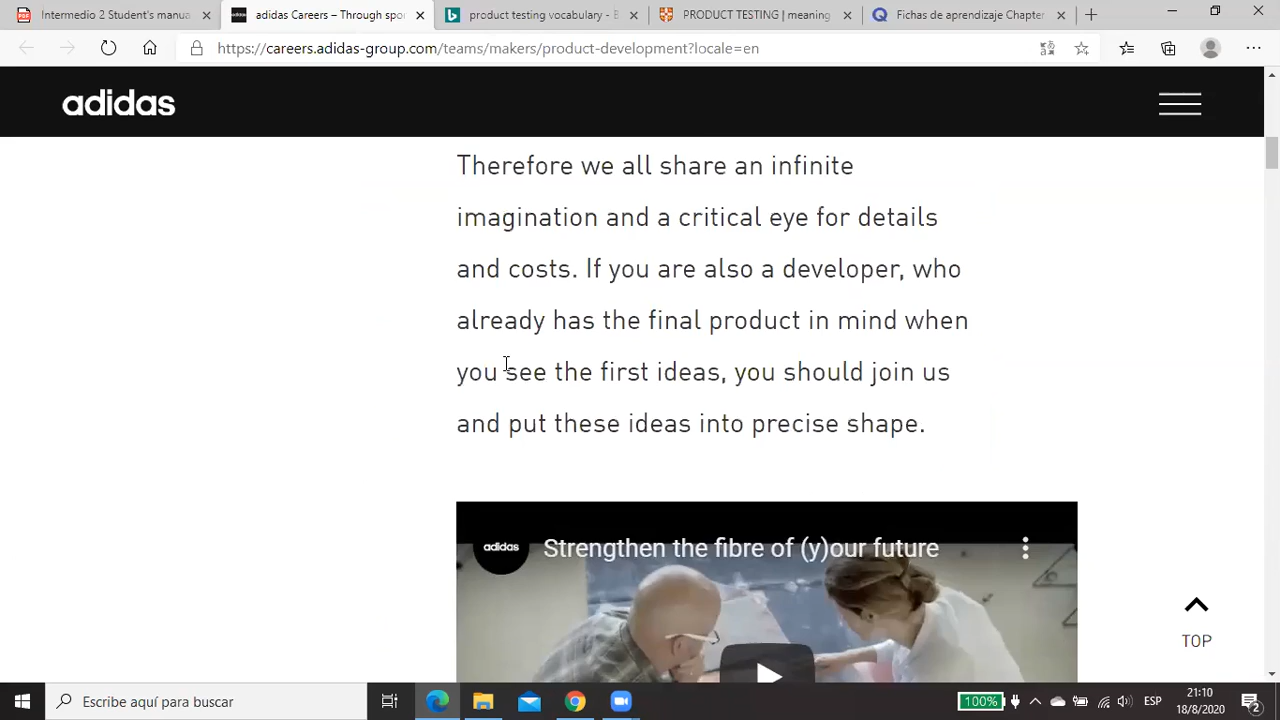 Intermedio 2 Student's manua
adidas Careers – Through spo
product testing vocabulary - B
PRODUCT TESTING | meaning
Fichas de aprendizaje Chapter
https://careers.adidas-group.com/teams/makers/product-development?locale=en
adidas
Therefore we all share an infinite
imagination and a critical eye for details
and costs. If you are also a developer, who
already has the final product in mind when
you see the first ideas, you should join us
and put these ideas into precise shape.
adidas
Strengthen the fibre of (y)our future
TOP
Escribe aquí para buscar
100%
ESP
21:10
18/8/2020
2